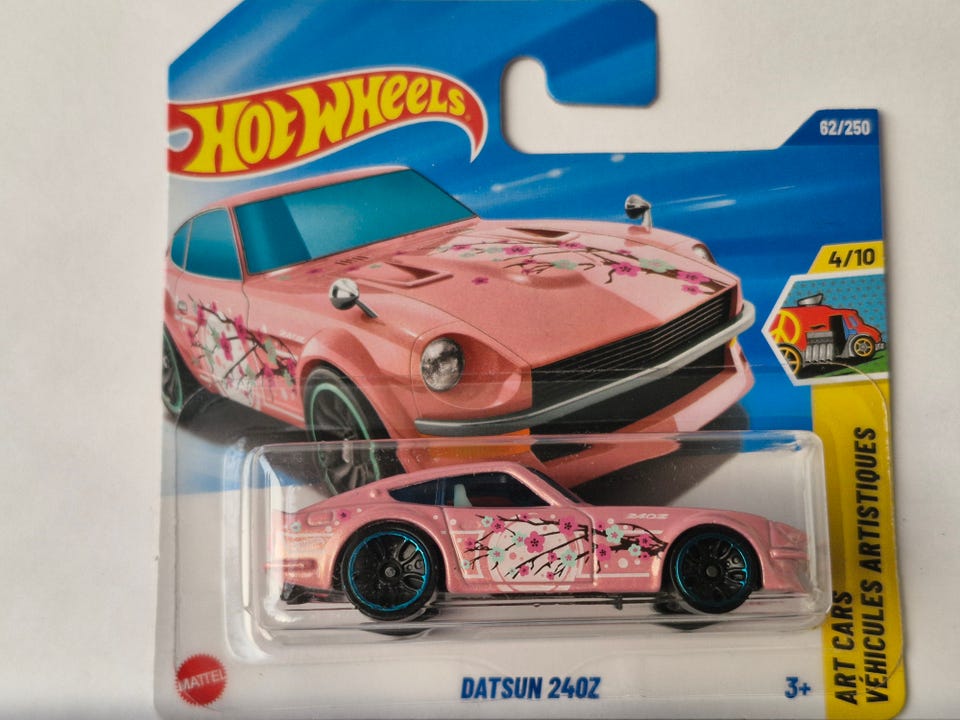 HOT WHEELS
62/250
4/10
ART CARS
VÉHICULES ARTISTIQUES
240Z
MATTEL
DATSUN 240Z
3+